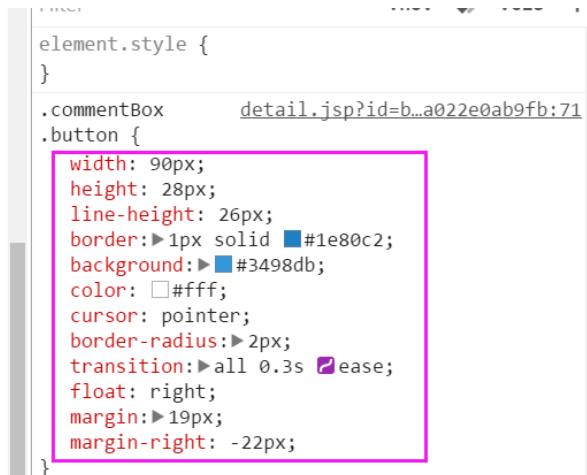 element.style {
}
.commentBox detail.jsp?id=b…a022e0ab9fb:71
.button {
width: 90px;
height: 28px;
line-height: 26px;
border:▶1px solid #1e80c2;
background:▶#3498db;
color: #fff;
cursor: pointer;
border-radius:▶2px;
transition:▶all 0.3s ease;
float: right;
margin:▶19px;
margin-right: -22px;
}